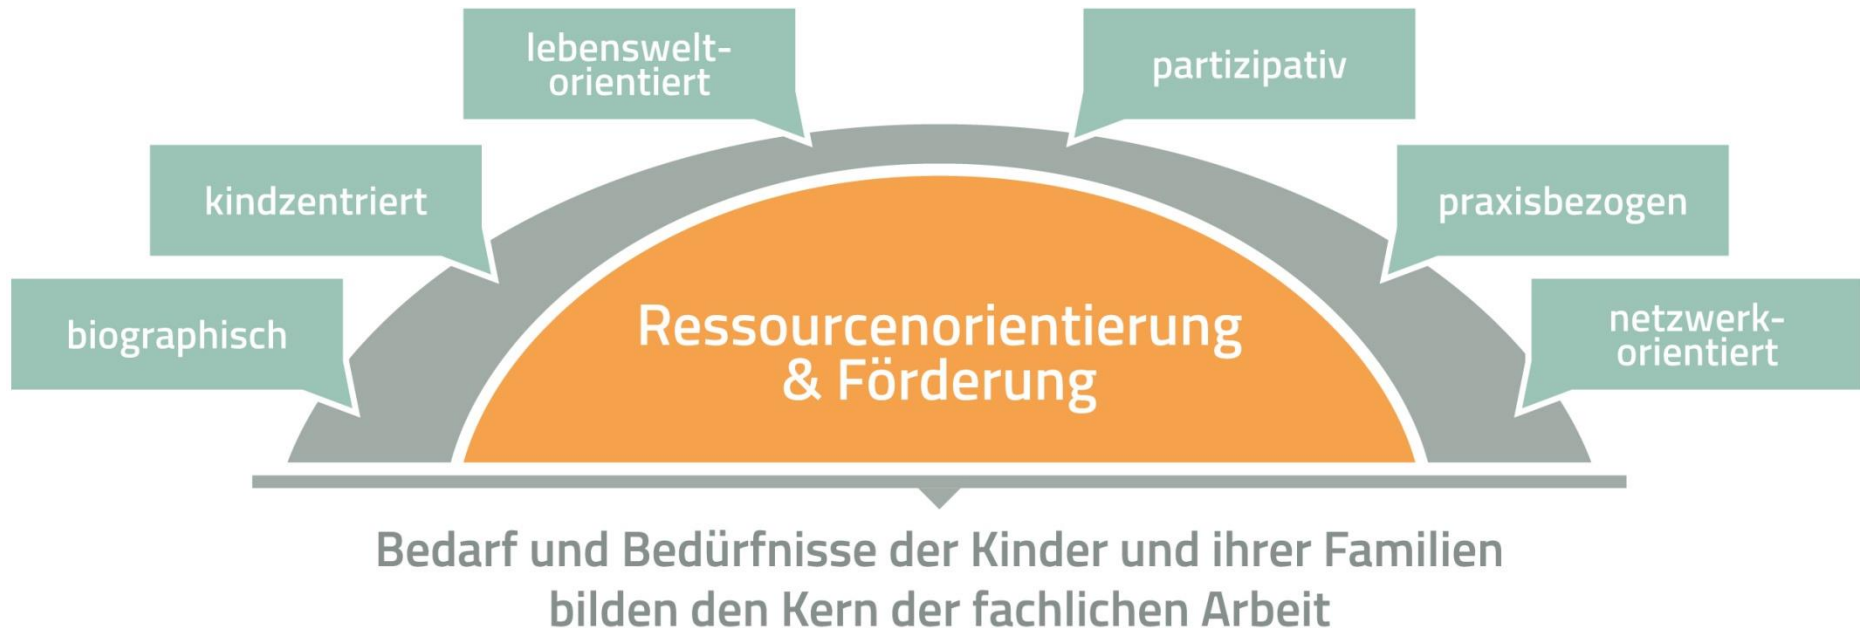 lebenswelt-
orientiert
partizipativ
kindzentriert
praxisbezogen
biographisch
netzwerk-
orientiert
Ressourcenorientierung
& Förderung
Bedarf und Bedürfnisse der Kinder und ihrer Familien
bilden den Kern der fachlichen Arbeit